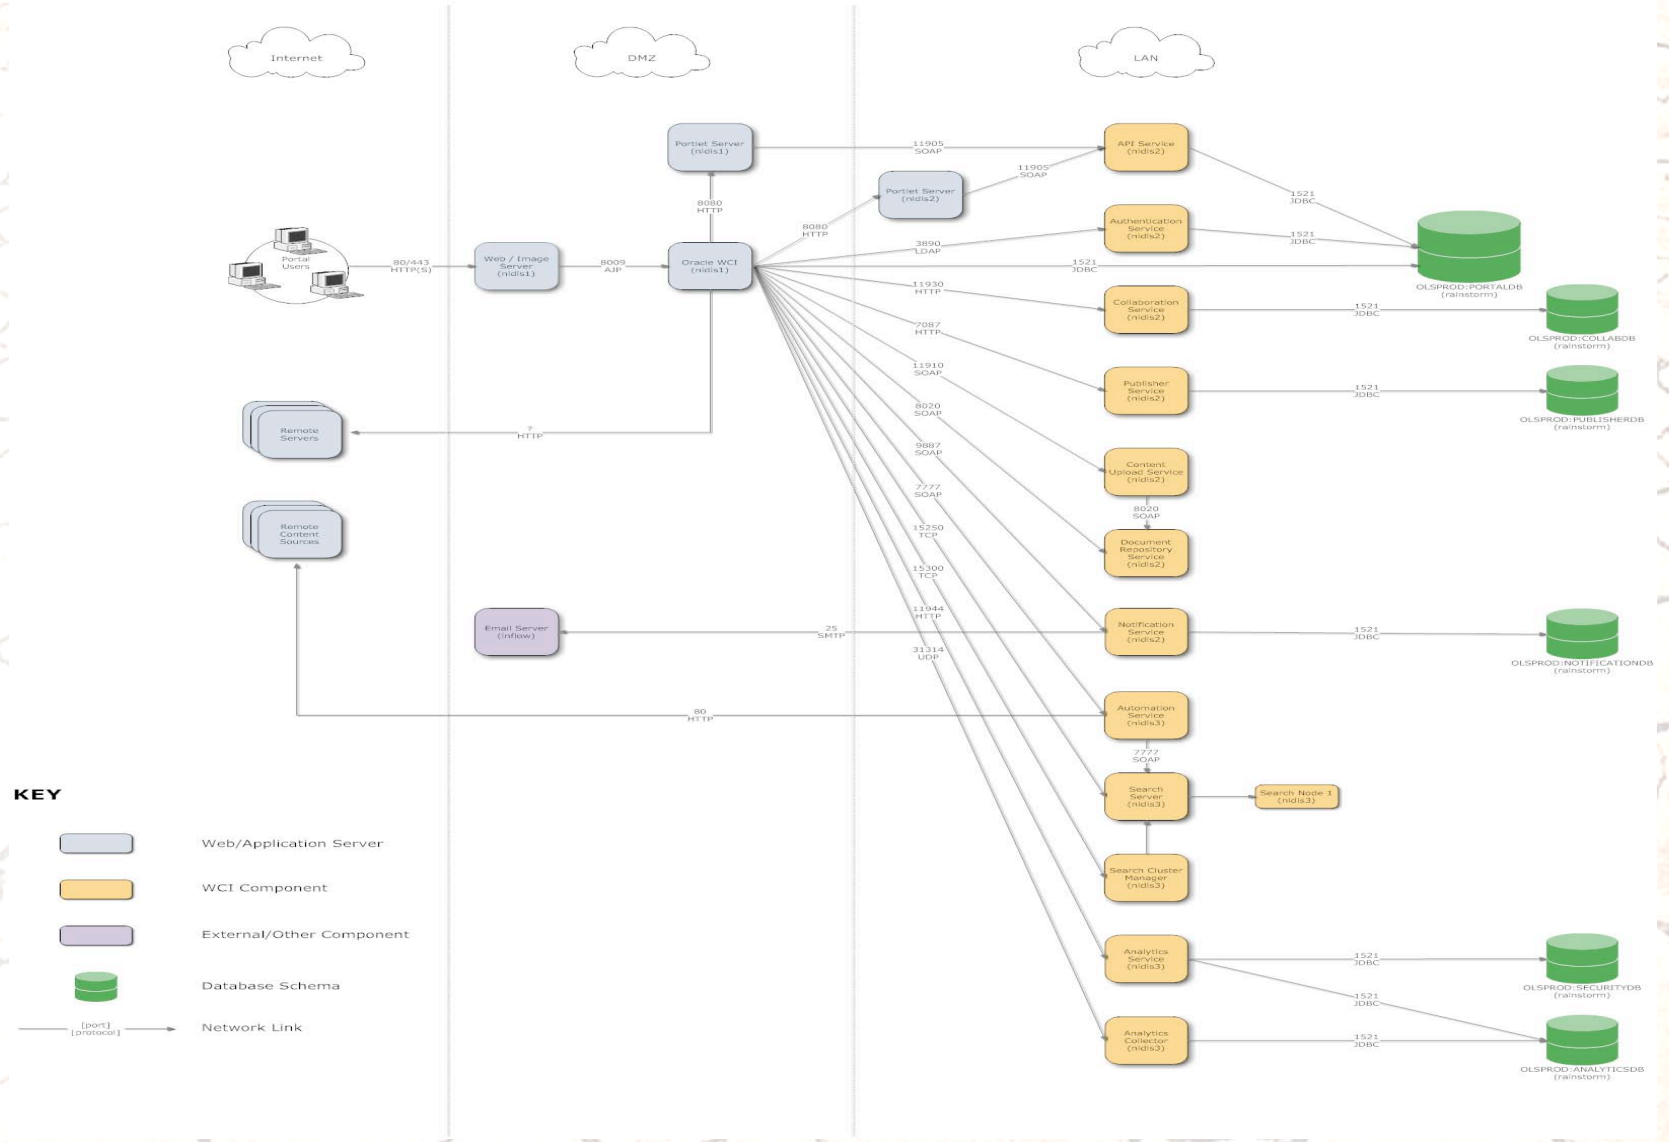 Internet
DMZ
LAN
Portlet Server
(nidis1)
11905
SOAP
API Service
(nidis2)
11905
SOAP
Portlet Server
(nidis2)
1521
JDBC
8080
HTTP
8080
HTTP
Authentication
Service
(nidis2)
3890
LDAP
1521
JDBC
Portal
Users
80/443
HTTP(S)
Web / Image
Server
(nidis1)
8009
AJP
Oracle WCI
(nidis1)
1521
JDBC
OLSPROD:PORTALDB
(rainstorm)
11930
HTTP
Collaboration
Service
(nidis2)
1521
JDBC
OLSPROD:COLLABDB
(rainstorm)
7087
HTTP
Publisher
Service
(nidis2)
1521
JDBC
OLSPROD:PUBLISHERDB
(rainstorm)
11910
SOAP
8020
SOAP
Remote
Servers
?
HTTP
9887
SOAP
Content
Upload Service
(nidis2)
7777
SOAP
8020
SOAP
Remote
Content
Sources
15250
TCP
Document
Repository
Service
(nidis2)
15300
TCP
11944
HTTP
Email Server
(inflow)
25
SMTP
Notification
Service
(nidis2)
1521
JDBC
OLSPROD:NOTIFICATIONDB
(rainstorm)
31314
UDP
80
HTTP
Automation
Service
(nidis3)
7777
SOAP
Search
Server
(nidis3)
Search Node 1
(nidis3)
Search Cluster
Manager
(nidis3)
Analytics
Service
(nidis3)
1521
JDBC
OLSPROD:SECURITYDB
(rainstorm)
1521
JDBC
Analytics
Collector
(nidis3)
1521
JDBC
OLSPROD:ANALYTICSDB
(rainstorm)
KEY
Web/Application Server
WCI Component
External/Other Component
Database Schema
[port]
[protocol]
Network Link